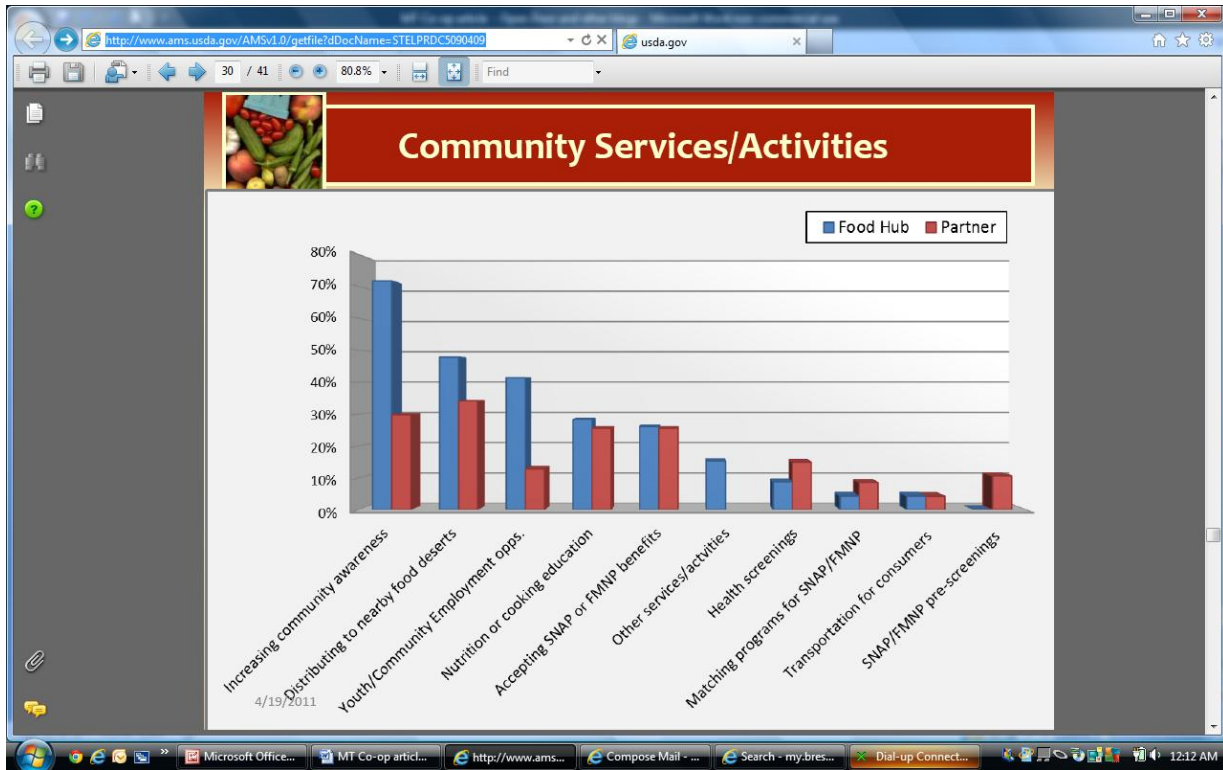 http://www.ams.usda.gov/AMSv1.0/getfile?dDocName=STELPRDC5090409
usda.gov
30 / 41
80.8%
Find
Community Services/Activities
Food Hub
Partner
80%
70%
60%
50%
40%
30%
20%
10%
0%
Increasing community awareness
Distributing to nearby food deserts
Youth/Community Employment opps.
Nutrition or cooking education
Accepting SNAP or FMNP benefits
Other services/actvities
Health screenings
Matching programs for SNAP/FMNP
Transportation for consumers
SNAP/FMNP pre-screenings
4/19/2011
Microsoft Office...
MT Co-op articl...
http://www.ams...
Compose Mail - ...
Search - my.bres...
Dial-up Connect...
12:12 AM